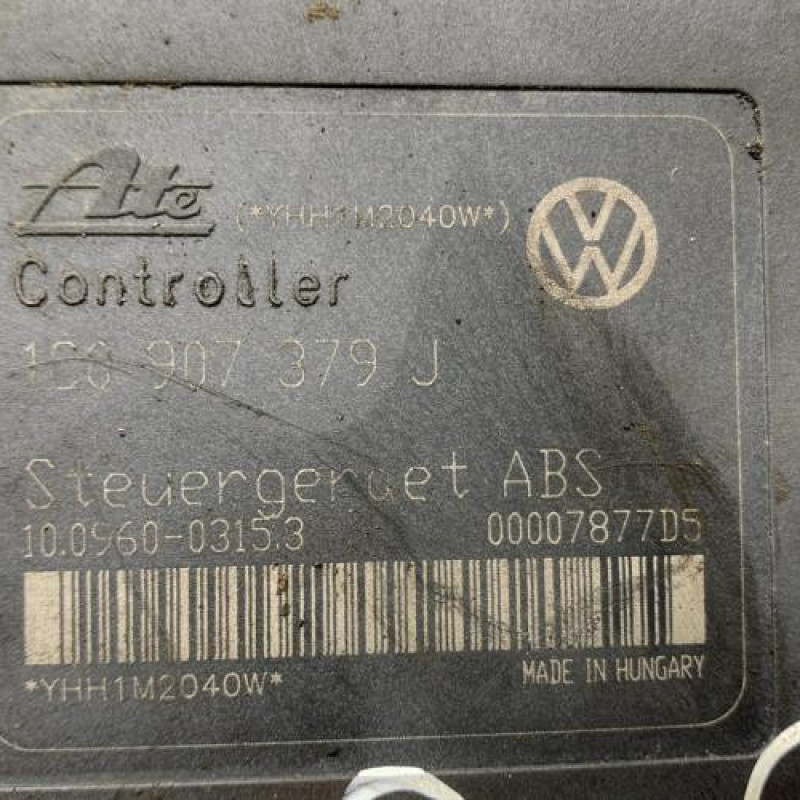 Ate (*YHH1M2040W*)
Controller
907 379 J
Steuergeraet ABS
10.0960-0315.3 00007877D5
*YHH1M2040W*
MADE IN HUNGARY